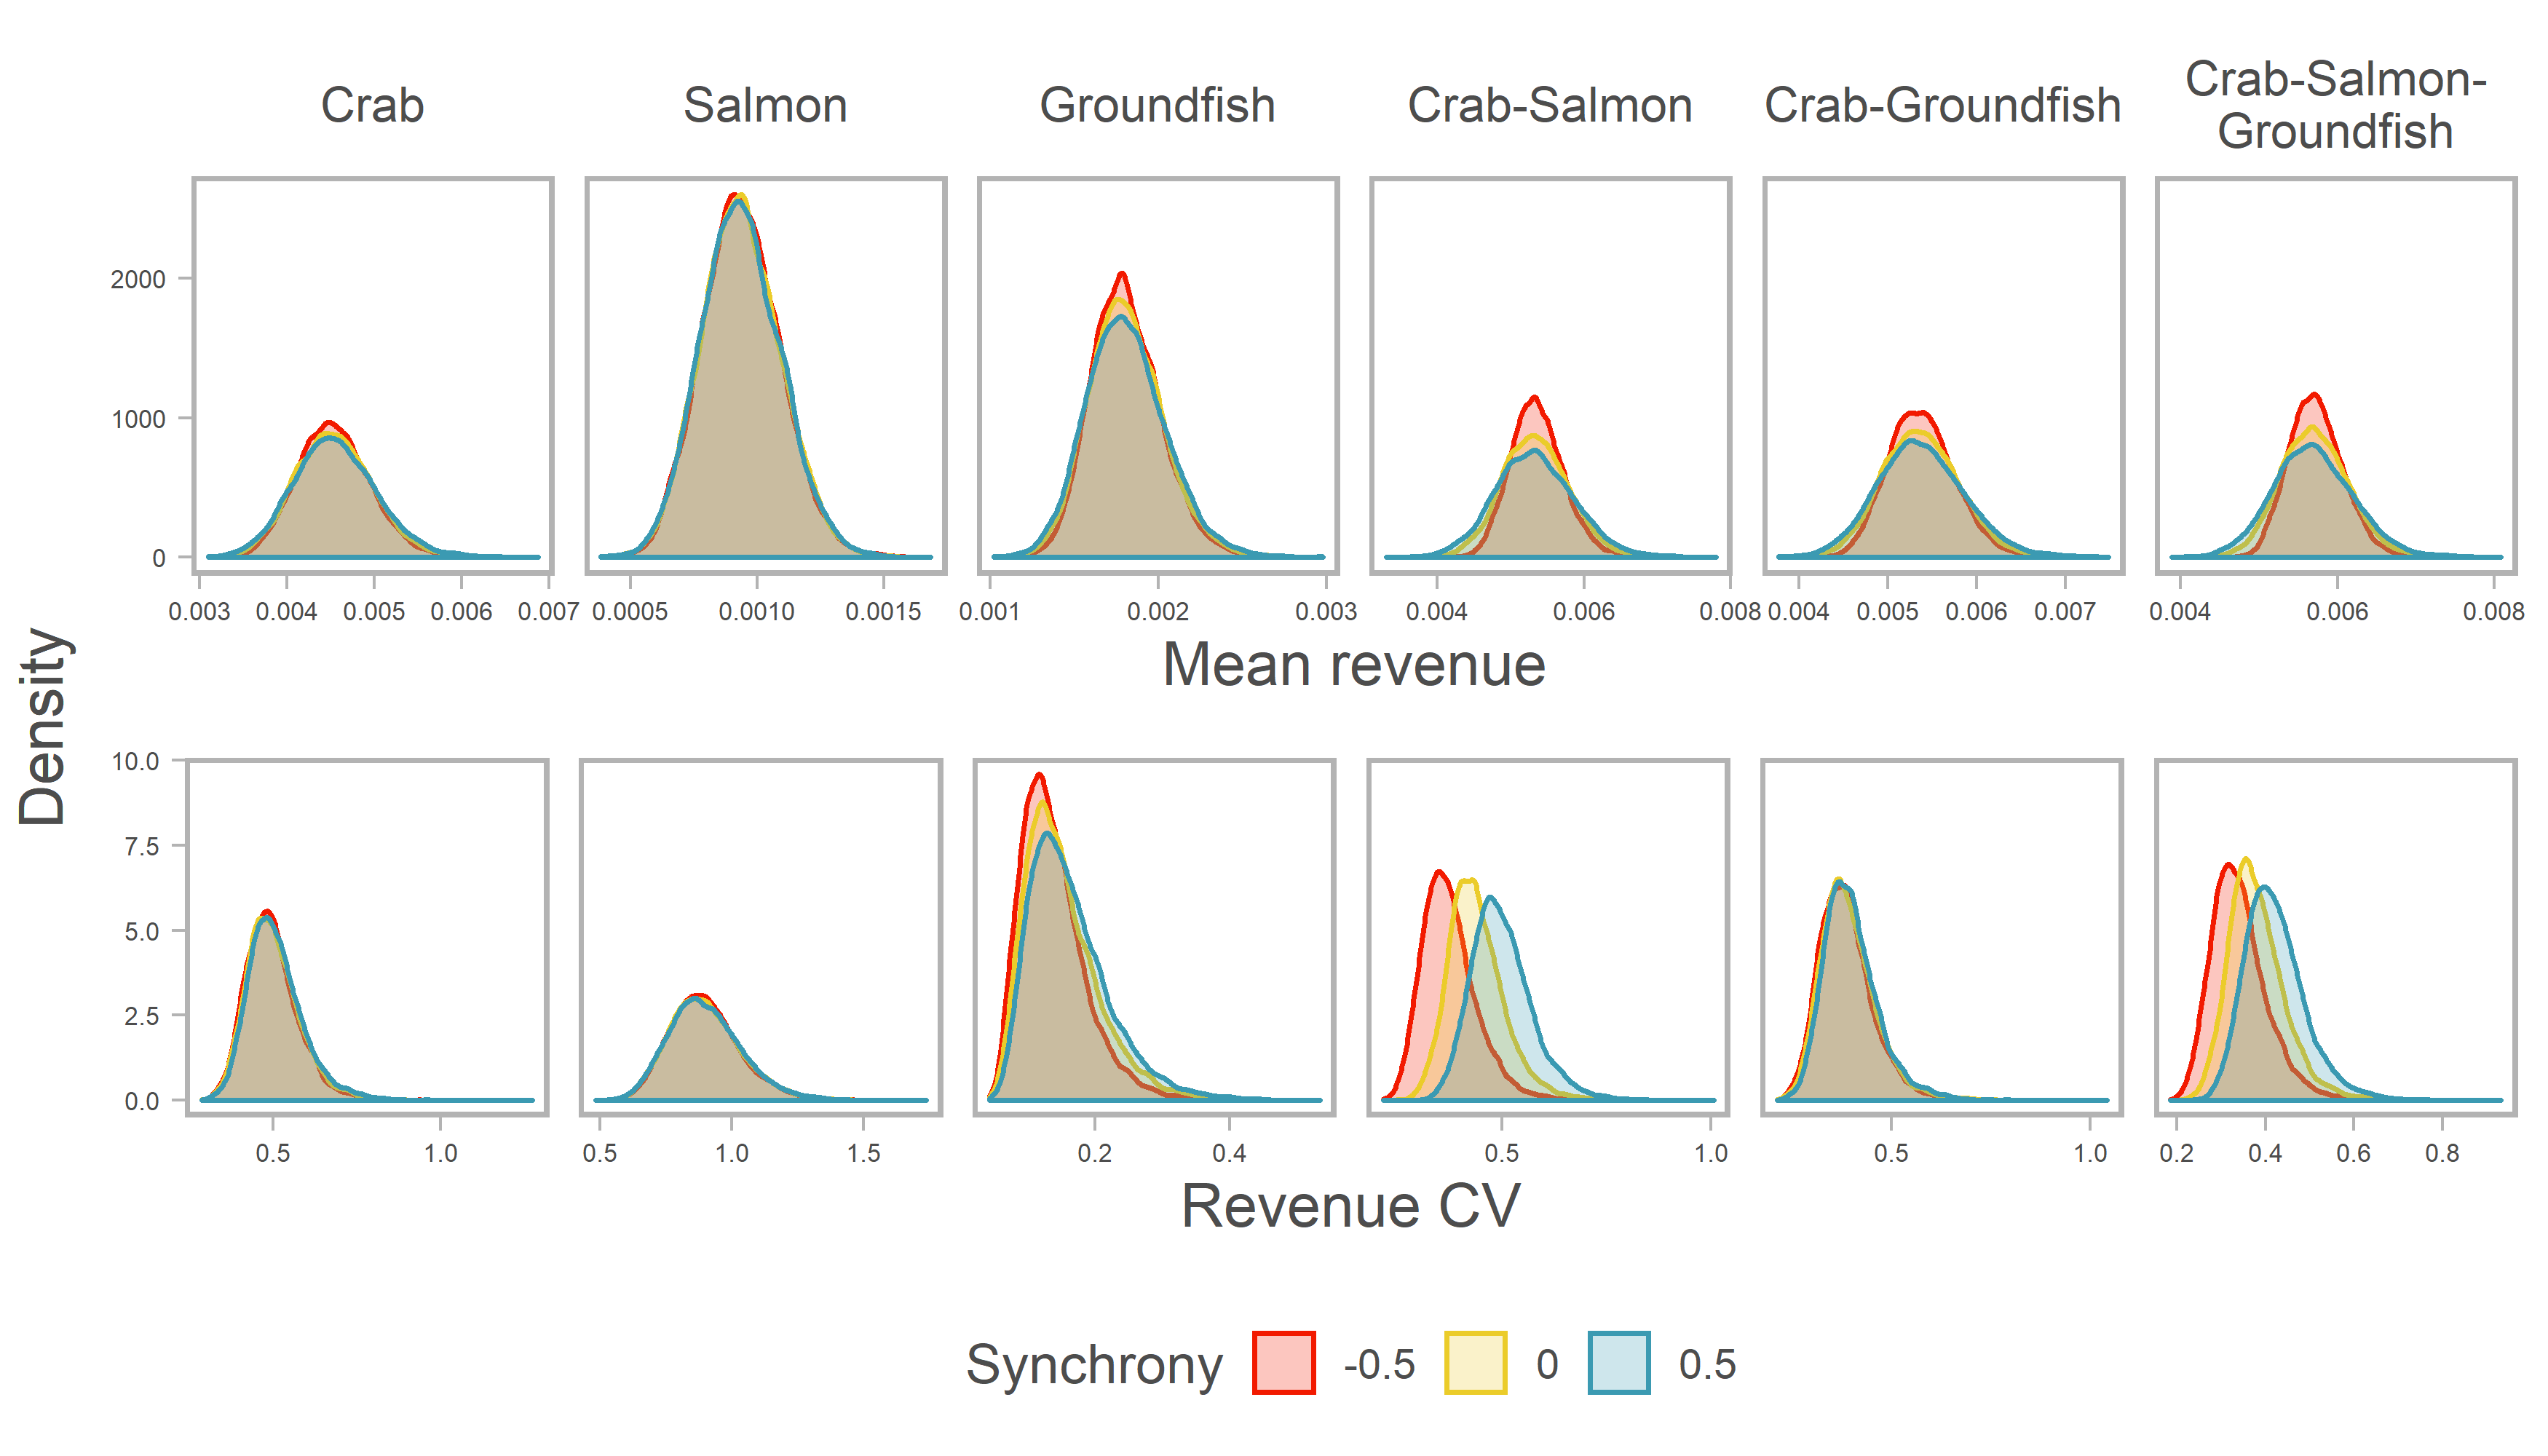 Crab
Salmon
Groundfish
Crab-Salmon
Crab-Groundfish
Crab-Salmon-
Groundfish
2000
1000
0
0.003 0.004 0.005 0.006 0.007
0.0005 0.0010 0.0015
0.001 0.002 0.003
0.004 0.006 0.008
0.004 0.005 0.006 0.007
0.004 0.006 0.008
Mean revenue
Density
10.0
7.5
5.0
2.5
0.0
0.5 1.0
0.5 1.0 1.5
0.2 0.4
0.5 1.0
0.5 1.0
0.2 0.4 0.6 0.8
Revenue CV
Synchrony -0.5 0 0.5